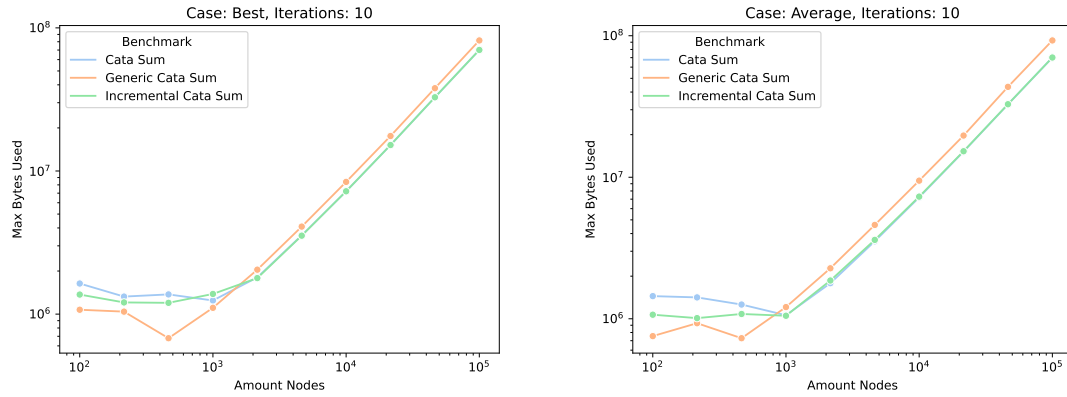 Case: Best, Iterations: 10
10⁸
10⁷
10⁶
Max Bytes Used
Benchmark
Cata Sum
Generic Cata Sum
Incremental Cata Sum
10² 10³ 10⁴ 10⁵
Amount Nodes
Case: Average, Iterations: 10
10⁸
10⁷
10⁶
Max Bytes Used
Benchmark
Cata Sum
Generic Cata Sum
Incremental Cata Sum
10² 10³ 10⁴ 10⁵
Amount Nodes